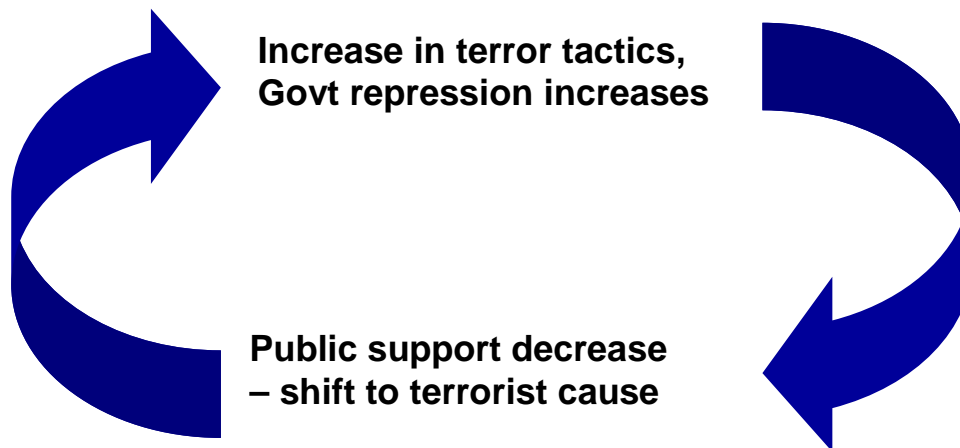 Increase in terror tactics,
Govt repression increases
Public support decrease
– shift to terrorist cause